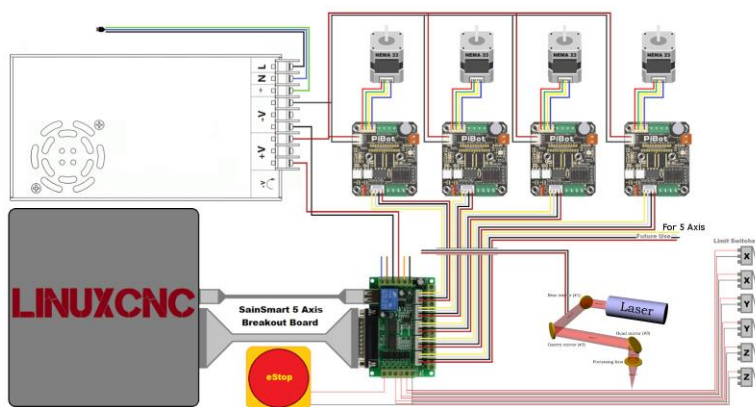 L
N
-V
+V
NEMA 23
NEMA 23
NEMA 23
NEMA 23
PiBot
PiBot
PiBot
PiBot
For 5 Axis
Future Use
Limit Switche
X
X
Y
Y
Z
Z
LINUXCNC
SainSmart 5 Axis
Breakout Board
eStop
Laser